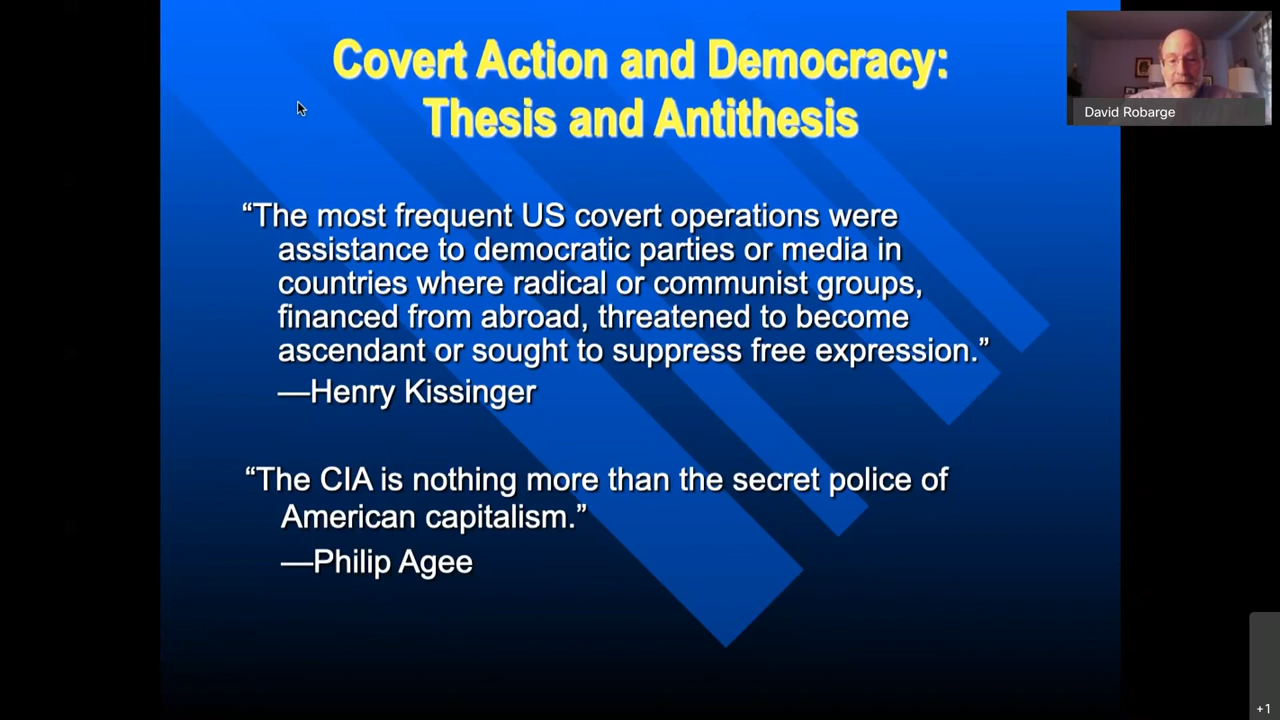 Covert Action and Democracy:
Thesis and Antithesis
David Robarge
“The most frequent US covert operations were
assistance to democratic parties or media in
countries where radical or communist groups,
financed from abroad, threatened to become
ascendant or sought to suppress free expression.”
—Henry Kissinger
“The CIA is nothing more than the secret police of
American capitalism.”
—Philip Agee
+1